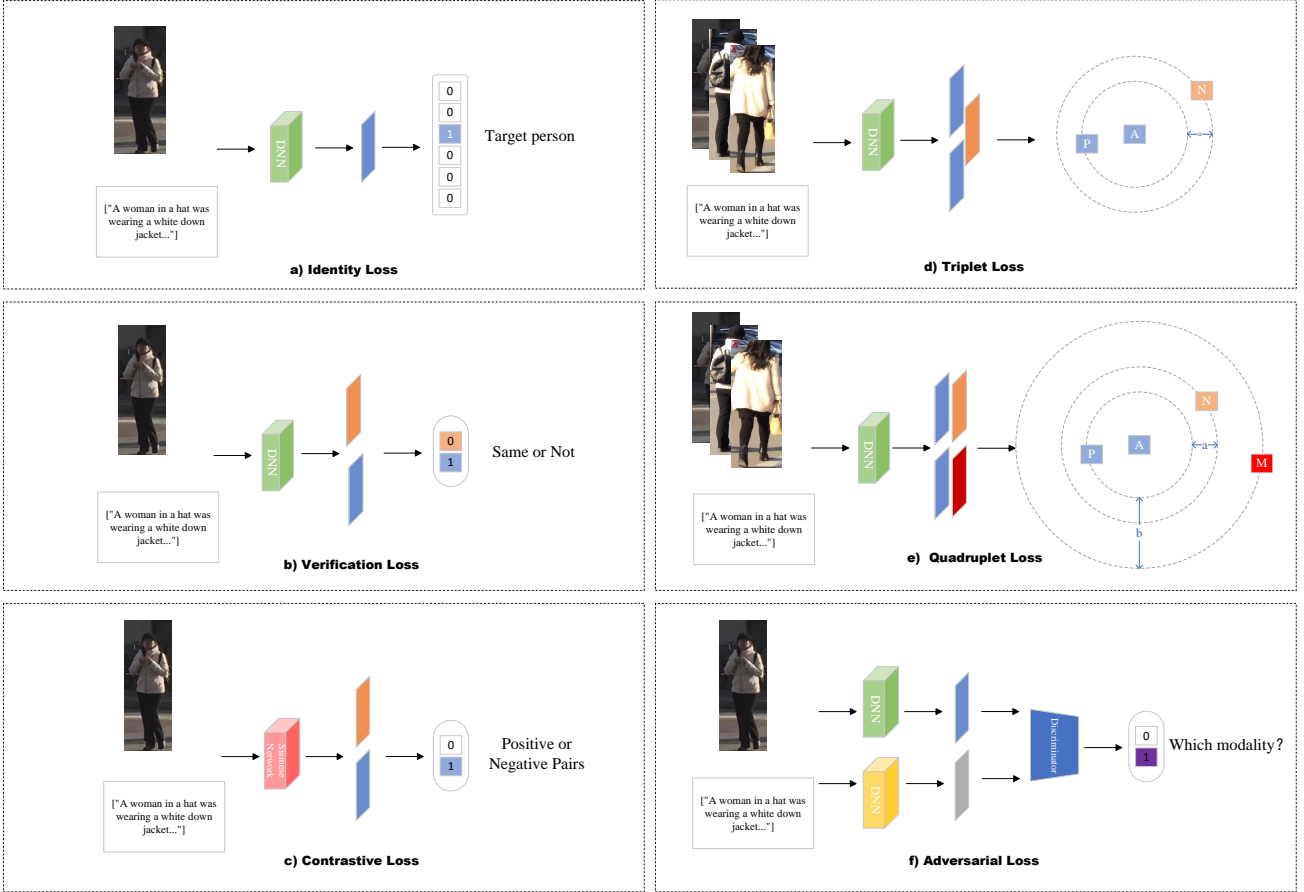 DNN
0
0
1
0
0
0
Target person
["A woman in a hat was
wearing a white down
jacket..."]
a) Identity Loss
DNN
N
A
P
a
["A woman in a hat was
wearing a white down
jacket..."]
d) Triplet Loss
DNN
0
1
Same or Not
["A woman in a hat was
wearing a white down
jacket..."]
b) Verification Loss
DNN
N
A
P
a
M
b
["A woman in a hat was
wearing a white down
jacket..."]
e) Quadruplet Loss
Siamese
Network
0
1
Positive or
Negative Pairs
["A woman in a hat was
wearing a white down
jacket..."]
c) Contrastive Loss
DNN
DNN
Discriminator
0
1
Which modality?
["A woman in a hat was
wearing a white down
jacket..."]
f) Adversarial Loss